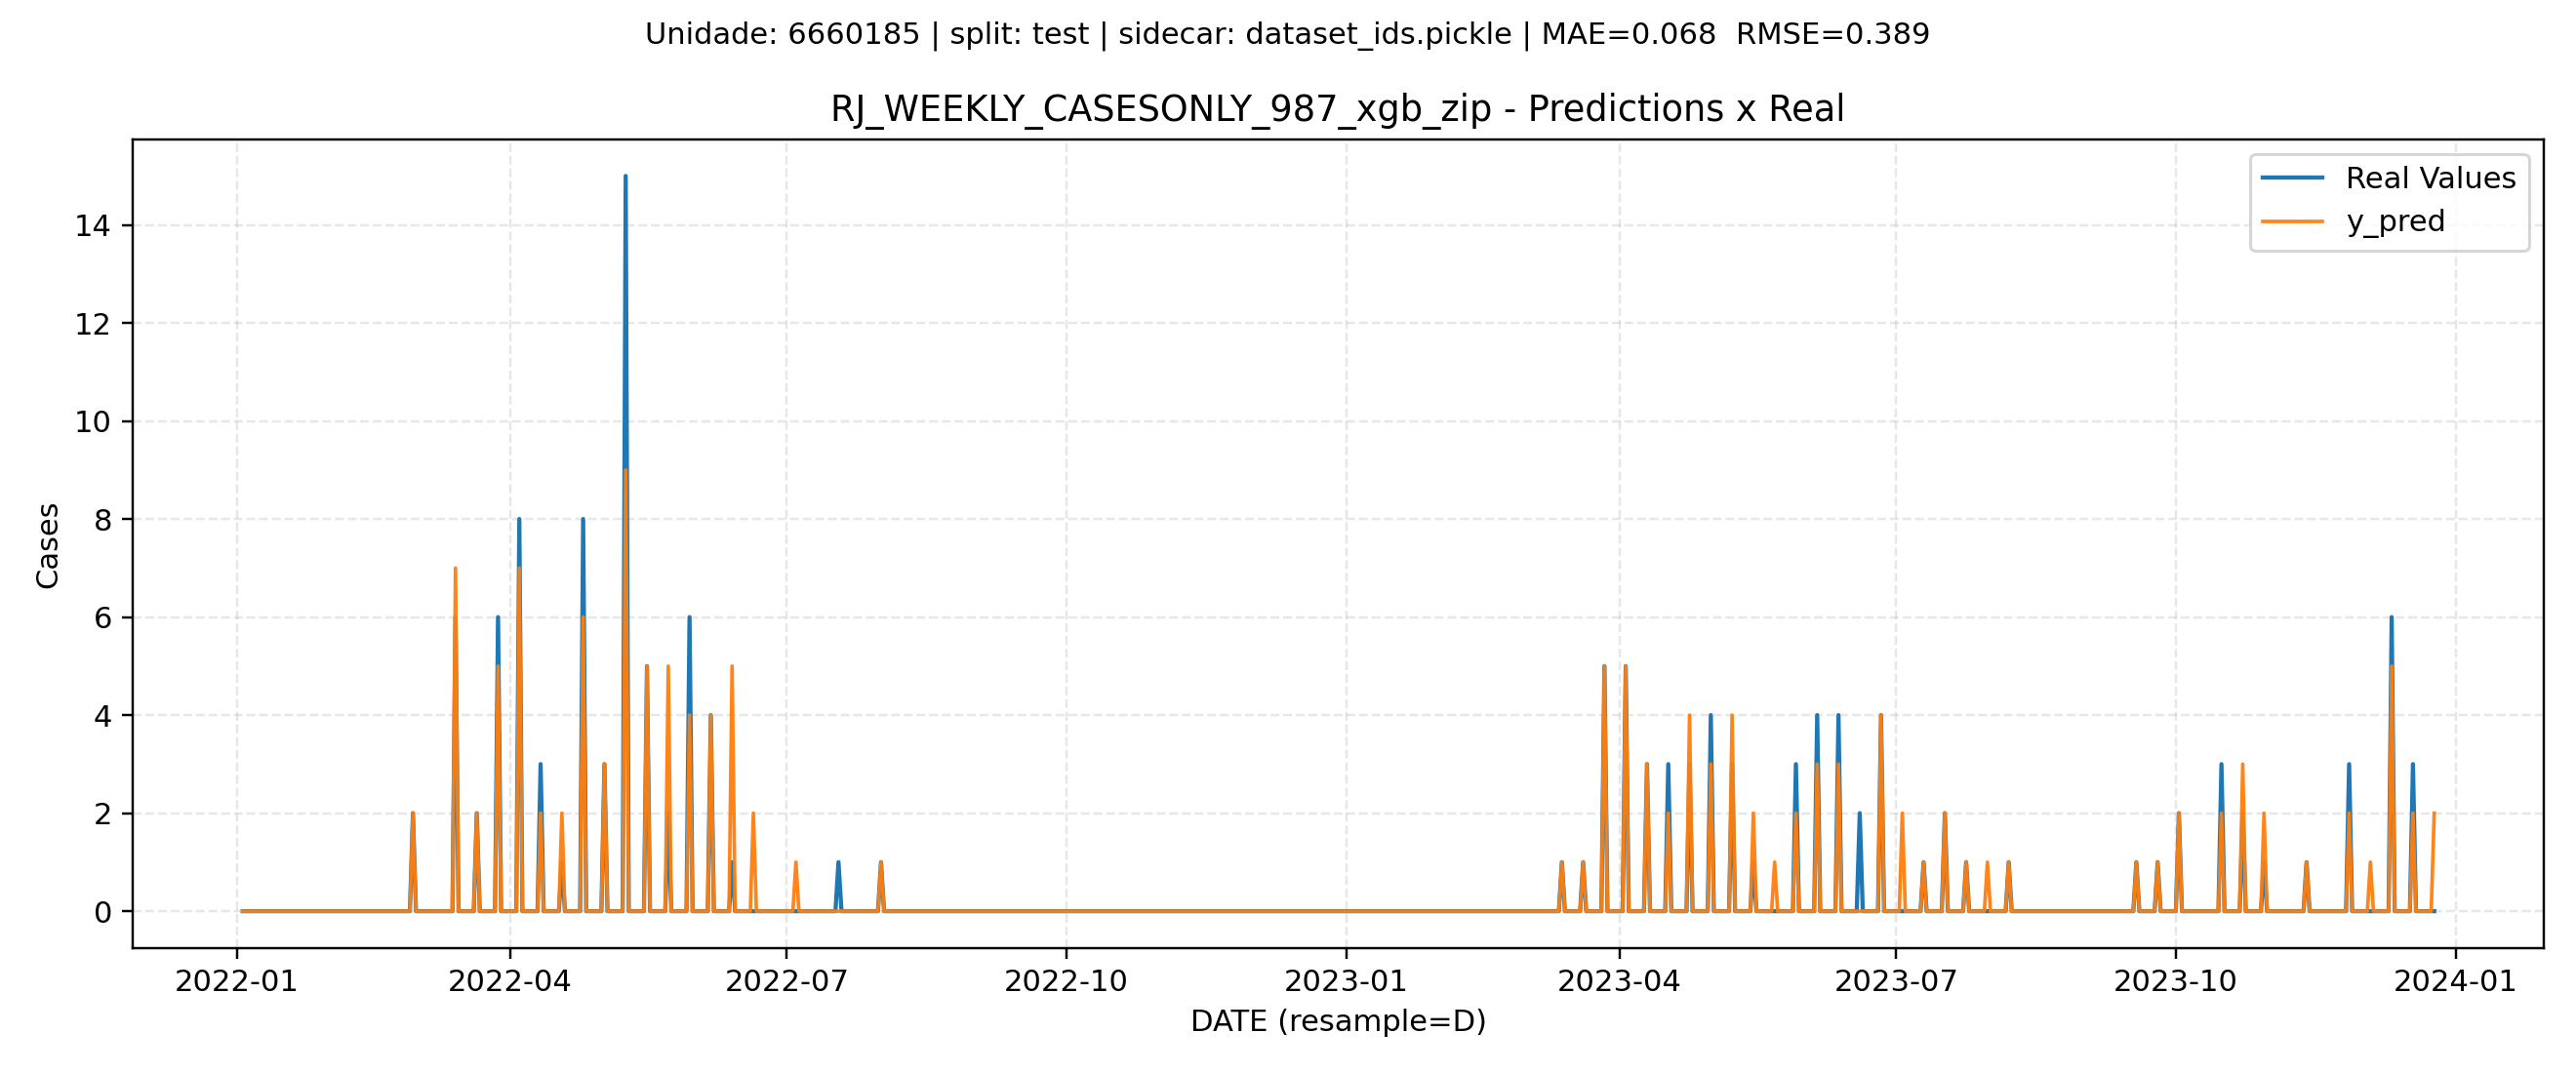 Unidade: 6660185 | split: test | sidecar: dataset_ids.pickle | MAE=0.068  RMSE=0.389
RJ_WEEKLY_CASESONLY_987_xgb_zip - Predictions x Real
Real Values
y_pred
14
12
10
8
6
4
2
0
Cases
2022-01
2022-04
2022-07
2022-10
2023-01
2023-04
2023-07
2023-10
2024-01
DATE (resample=D)